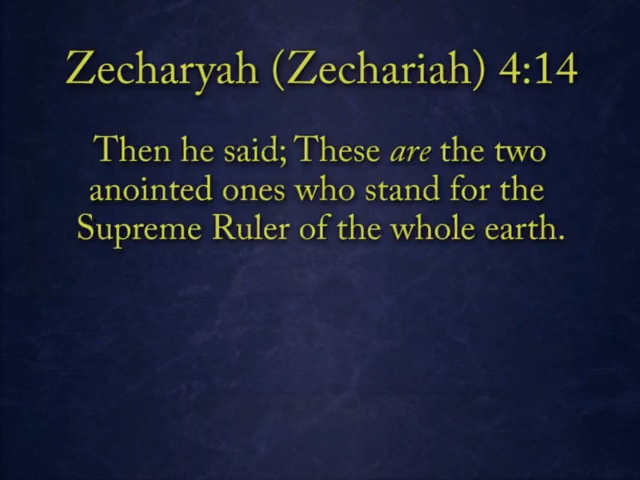 Zecharyah (Zechariah) 4:14
Then he said; These are the two
anointed ones who stand for the
Supreme Ruler of the whole earth.